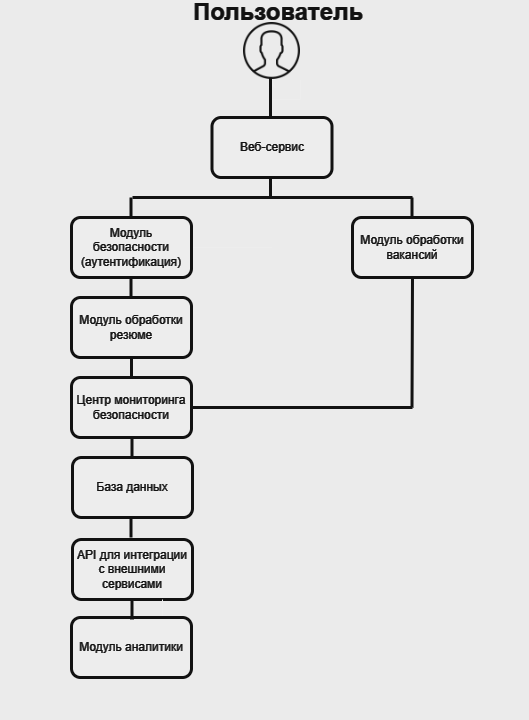 Пользователь
Веб-сервис
Модуль
безопасности
(аутентификация)
Модуль обработки
вакансий
Модуль обработки
резюме
Центр мониторинга
безопасности
База данных
API для интеграции
с внешними
сервисами
Модуль аналитики